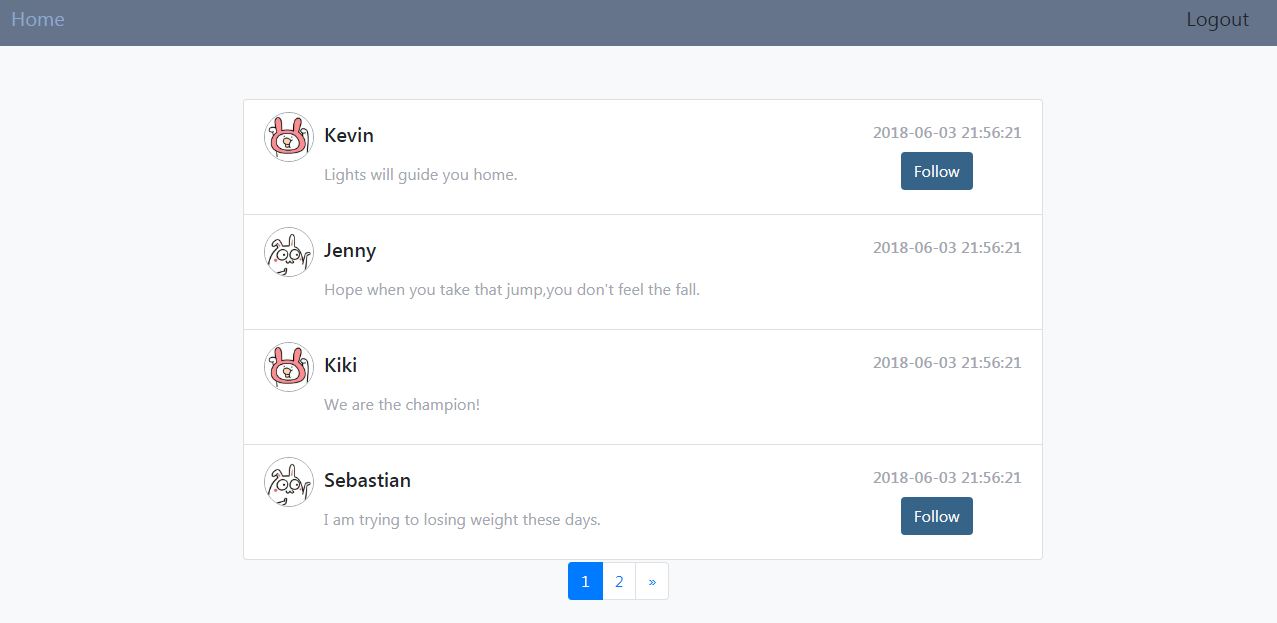 Home Logout
Kevin 2018-06-03 21:56:21
Lights will guide you home. Follow
Jenny 2018-06-03 21:56:21
Hope when you take that jump,you don't feel the fall.
Kiki 2018-06-03 21:56:21
We are the champion!
Sebastian 2018-06-03 21:56:21
I am trying to losing weight these days. Follow
1 2 »